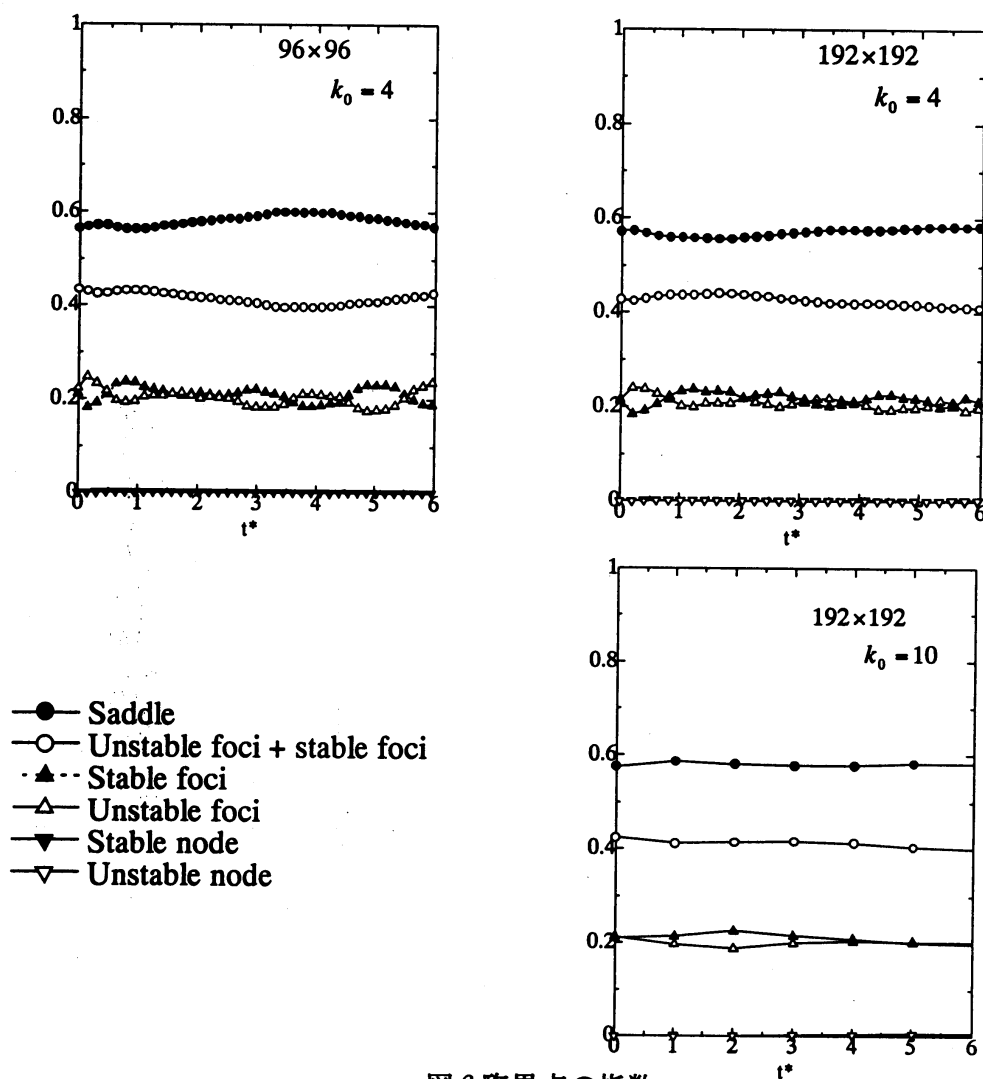 1
96×96
k₀ = 4
0.8
0.6
0.4
0.2
0
0 1 2 3 4 5 6
t*
1
192×192
k₀ = 4
0.8
0.6
0.4
0.2
0
0 1 2 3 4 5 6
t*
1
192×192
k₀ = 10
0.8
0.6
0.4
0.2
0
0 1 2 3 4 5 6
t*
Saddle
Unstable foci + stable foci
Stable foci
Unstable foci
Stable node
Unstable node